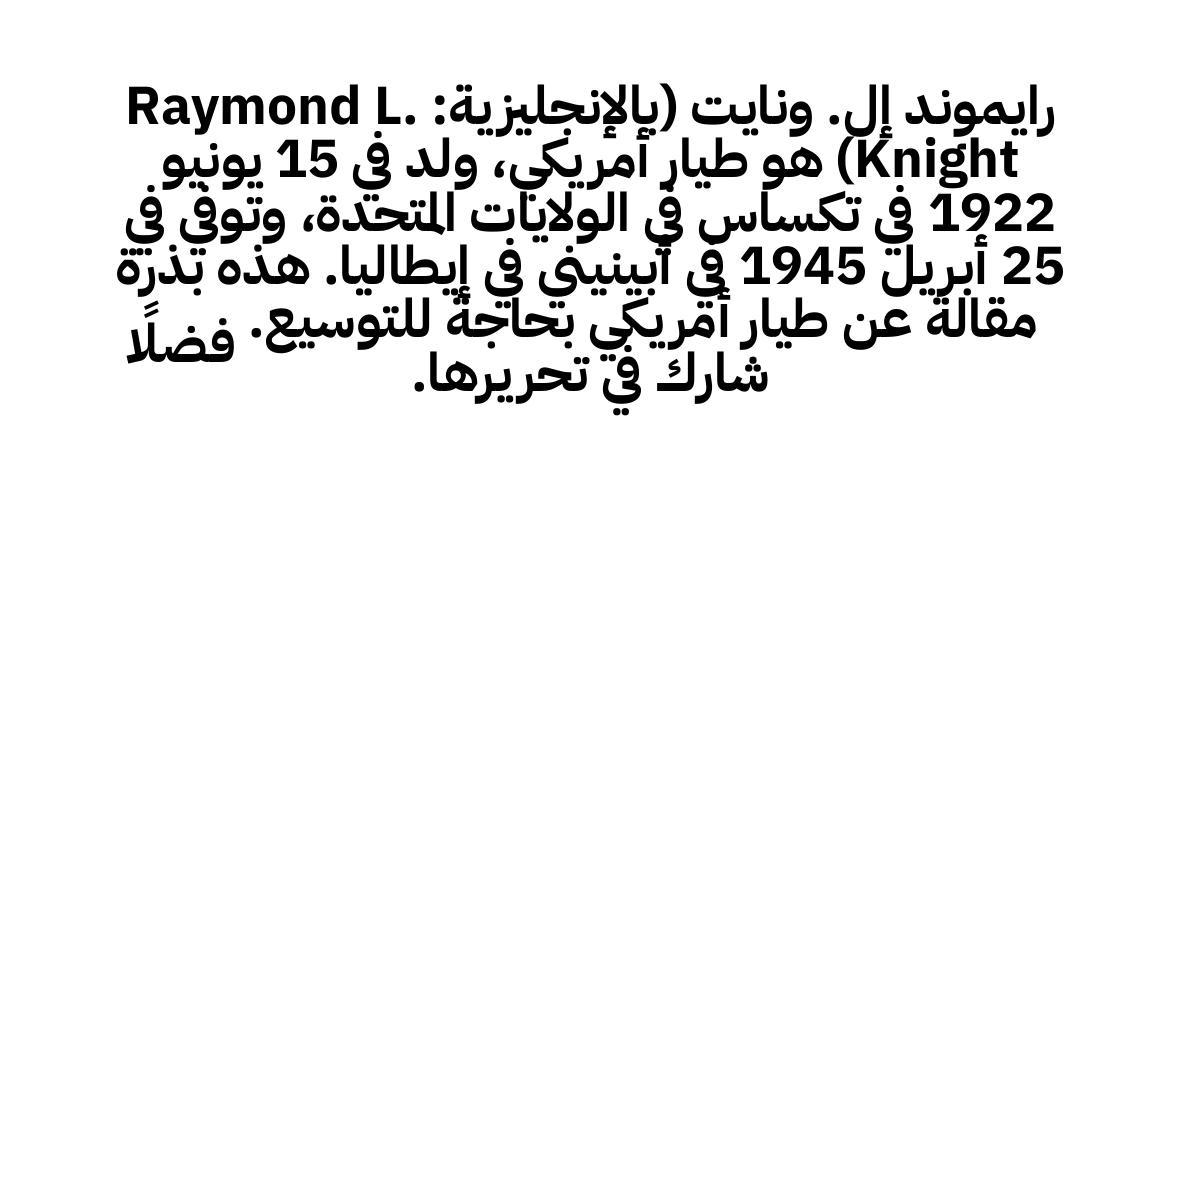 رايموند إل. ونايت (بالإنجليزية: Raymond L.
Knight) هو طيار أمريكي، ولد في 15 يونيو
1922 في تكساس في الولايات المتحدة، وتوفي في
25 أبريل 1945 في أبينيني في إيطاليا. هذه بذرة
مقالة عن طيار أمريكي بحاجة للتوسيع. فضلًا
شارك في تحريرها.